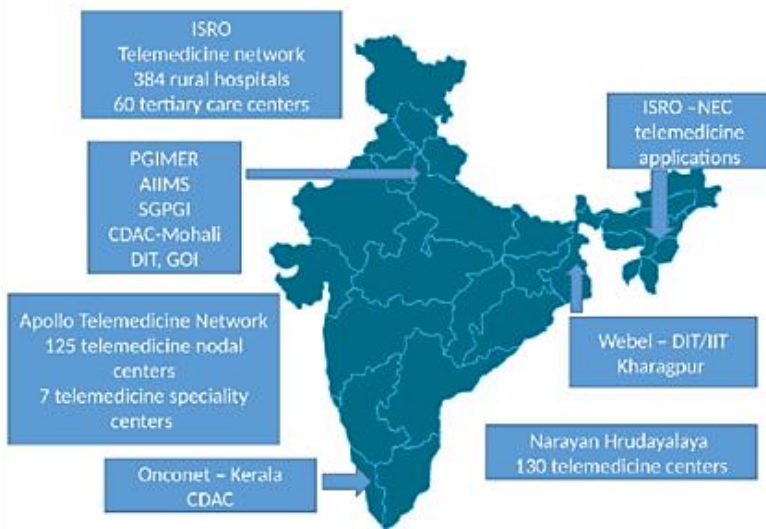 ISRO
Telemedicine network
384 rural hospitals
60 tertiary care centers
ISRO –NEC
telemedicine
applications
PGIMER
AIIMS
SGPGI
CDAC-Mohali
DIT, GOI
Apollo Telemedicine Network
125 telemedicine nodal
centers
7 telemedicine speciality
centers
Webel – DIT/IIT
Kharagpur
Narayan Hrudayalaya
130 telemedicine centers
Onconet – Kerala
CDAC